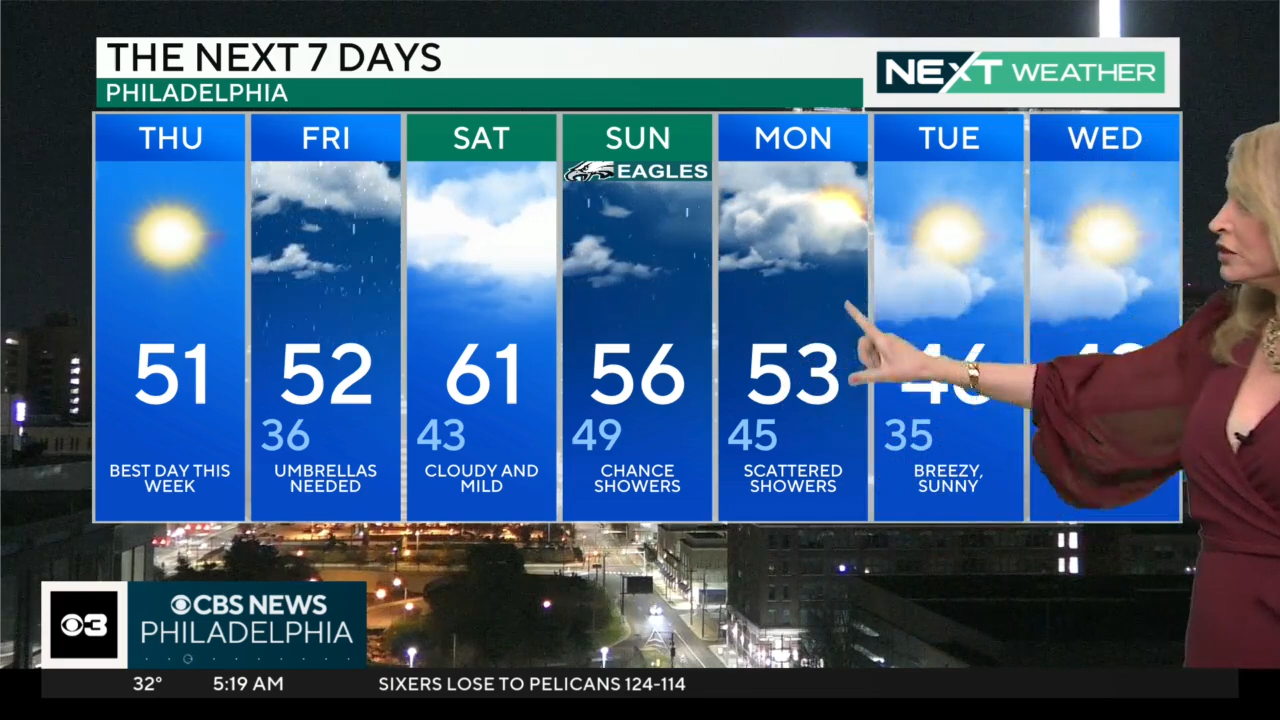 THE NEXT 7 DAYS
NEXT WEATHER
PHILADELPHIA
THU FRI SAT SUN MON TUE WED
EAGLES
51 52 61 56 53 46
36 43 49 45 35
BEST DAY THIS WEEK
UMBRELLAS NEEDED
CLOUDY AND MILD
CHANCE SHOWERS
SCATTERED SHOWERS
BREEZY, SUNNY
3
CBS NEWS
PHILADELPHIA
32° 5:19 AM SIXERS LOSE TO PELICANS 124-114